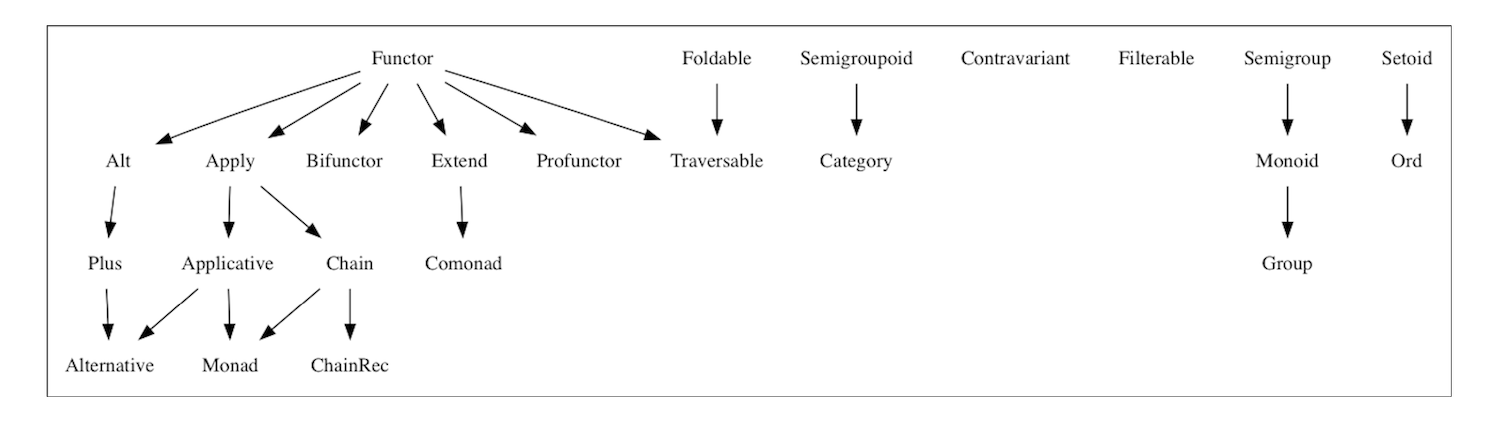 Functor Foldable Semigroupoid Contravariant Filterable Semigroup Setoid
Alt Apply Bifunctor Extend Profunctor Traversable Category Monoid Ord
Plus Applicative Chain Comonad Group
Alternative Monad ChainRec